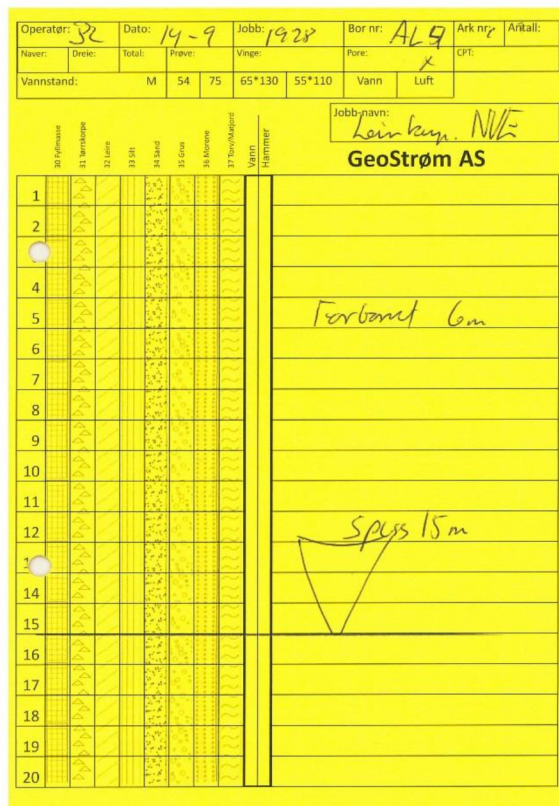 Operatør: 32 Dato: 14-9 Jobb: 1928 Bor nr: Ark nr: Antall:
Naver: Dreie: Total: Prøve: Vinge: Pore: x CPT:
Vannstand: M 54 75 65*130 55*110 Vann Luft
Jobb-navn:
NVE
30 Fyllmasse 31 Tørrskorpe 32 Leire 33 Silt 34 Sand 35 Grus 36 Morene 37 Torv/Matjord Vann Hammer
GeoStrøm AS
1
2
4
5 Forboret 6m
6
7
8
9
10
11
12 Spiss 15m
14
15
16
17
18
19
20